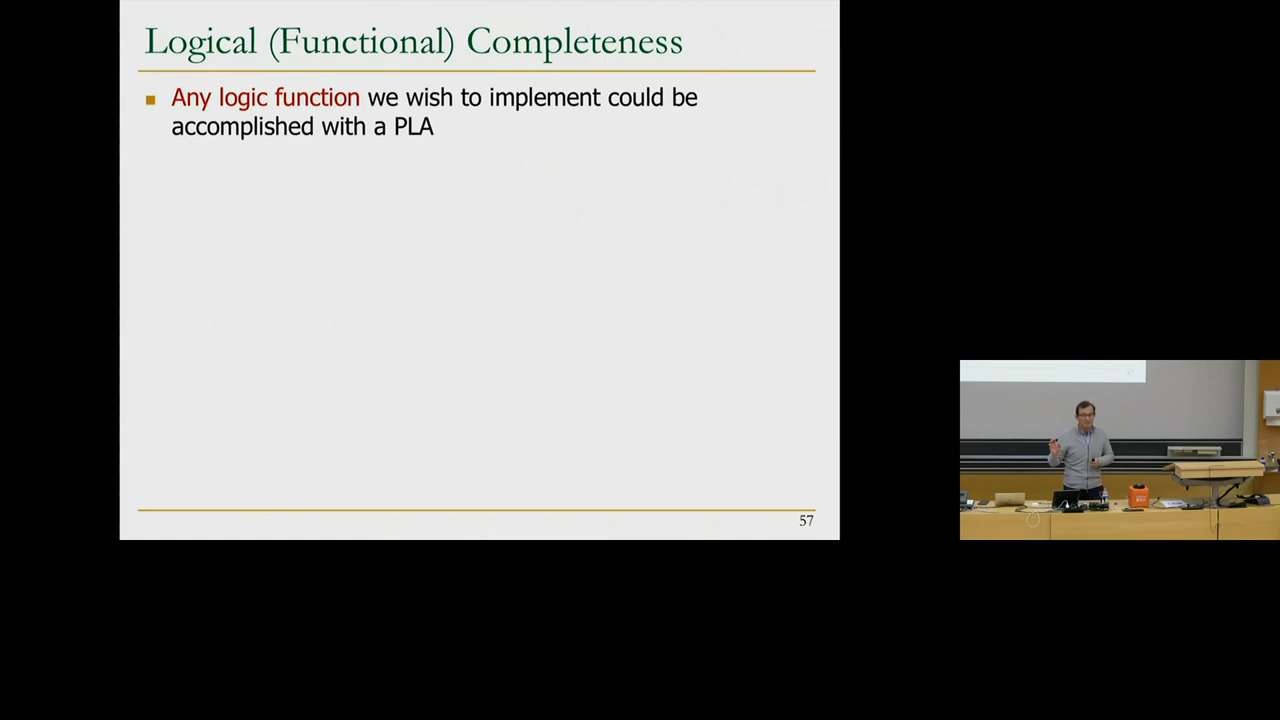 Logical (Functional) Completeness
Any logic function we wish to implement could be
accomplished with a PLA
57